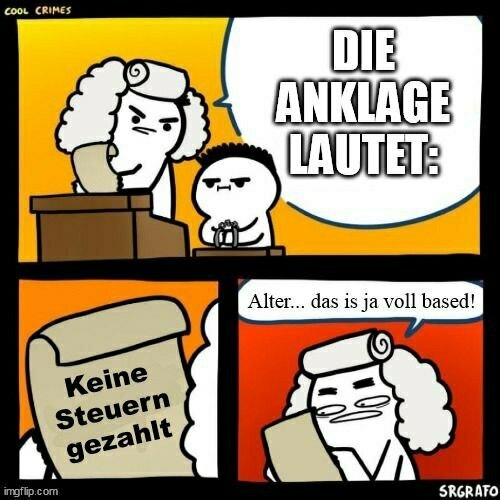 COOL CRIMES
DIE
ANKLAGE
LAUTET:
Keine
Steuern
gezahlt
Alter... das is ja voll based!
imgflip.com
SRGRAFO